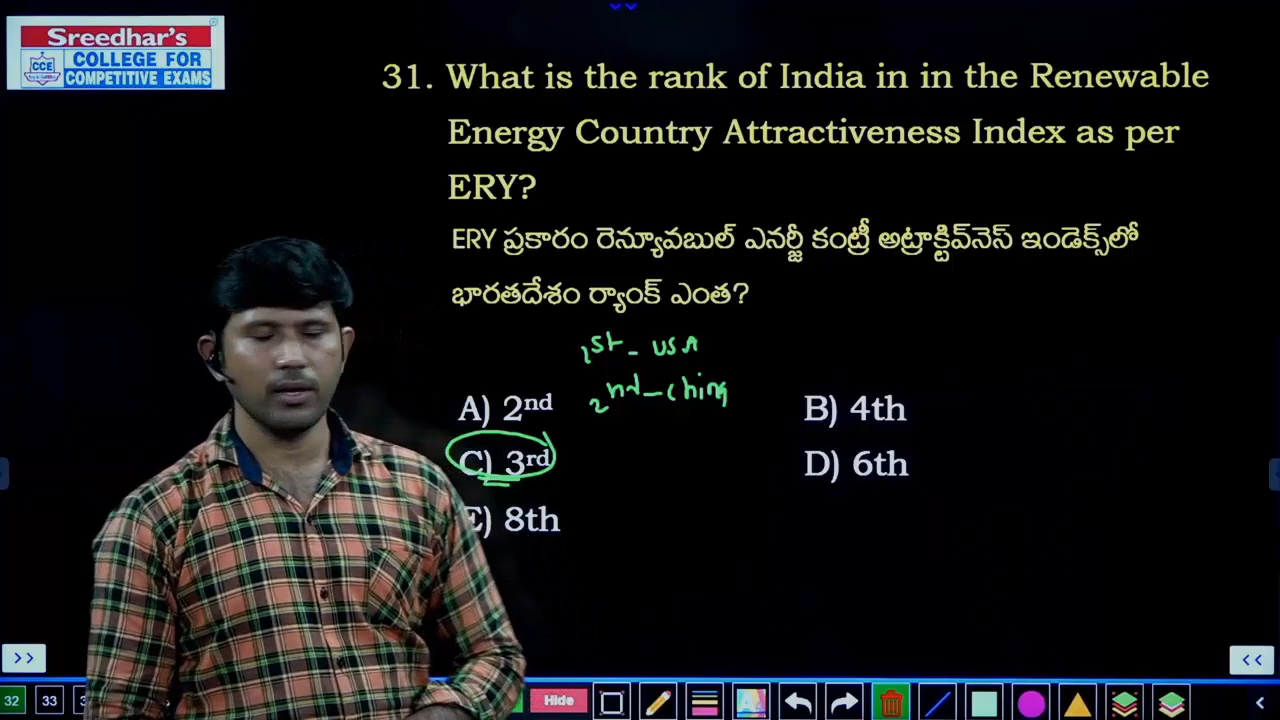 Sreedhar's
CCE
COLLEGE FOR
COMPETITIVE EXAMS
31. What is the rank of India in in the Renewable
Energy Country Attractiveness Index as per
ERY?
ERY ప్రకారం రెన్యూవబుల్ ఎనర్జీ కంట్రీ అట్రాక్టివ్‌నెస్ ఇండెక్స్‌లో
భారతదేశం ర్యాంక్ ఎంత?
1st - USA
2nd - China
A) 2nd
B) 4th
C) 3rd
D) 6th
E) 8th
>>
<<
32 33
Hide
<